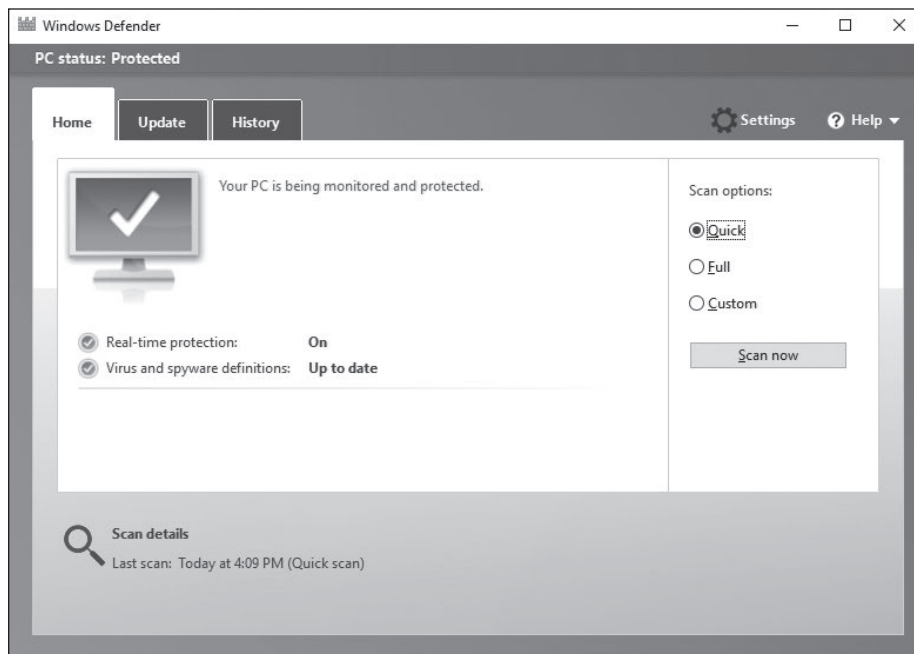 Windows Defender
PC status: Protected
Home
Update
History
Settings
Help
Your PC is being monitored and protected.
Real-time protection: On
Virus and spyware definitions: Up to date
Scan options:
Quick
Full
Custom
Scan now
Scan details
Last scan: Today at 4:09 PM (Quick scan)